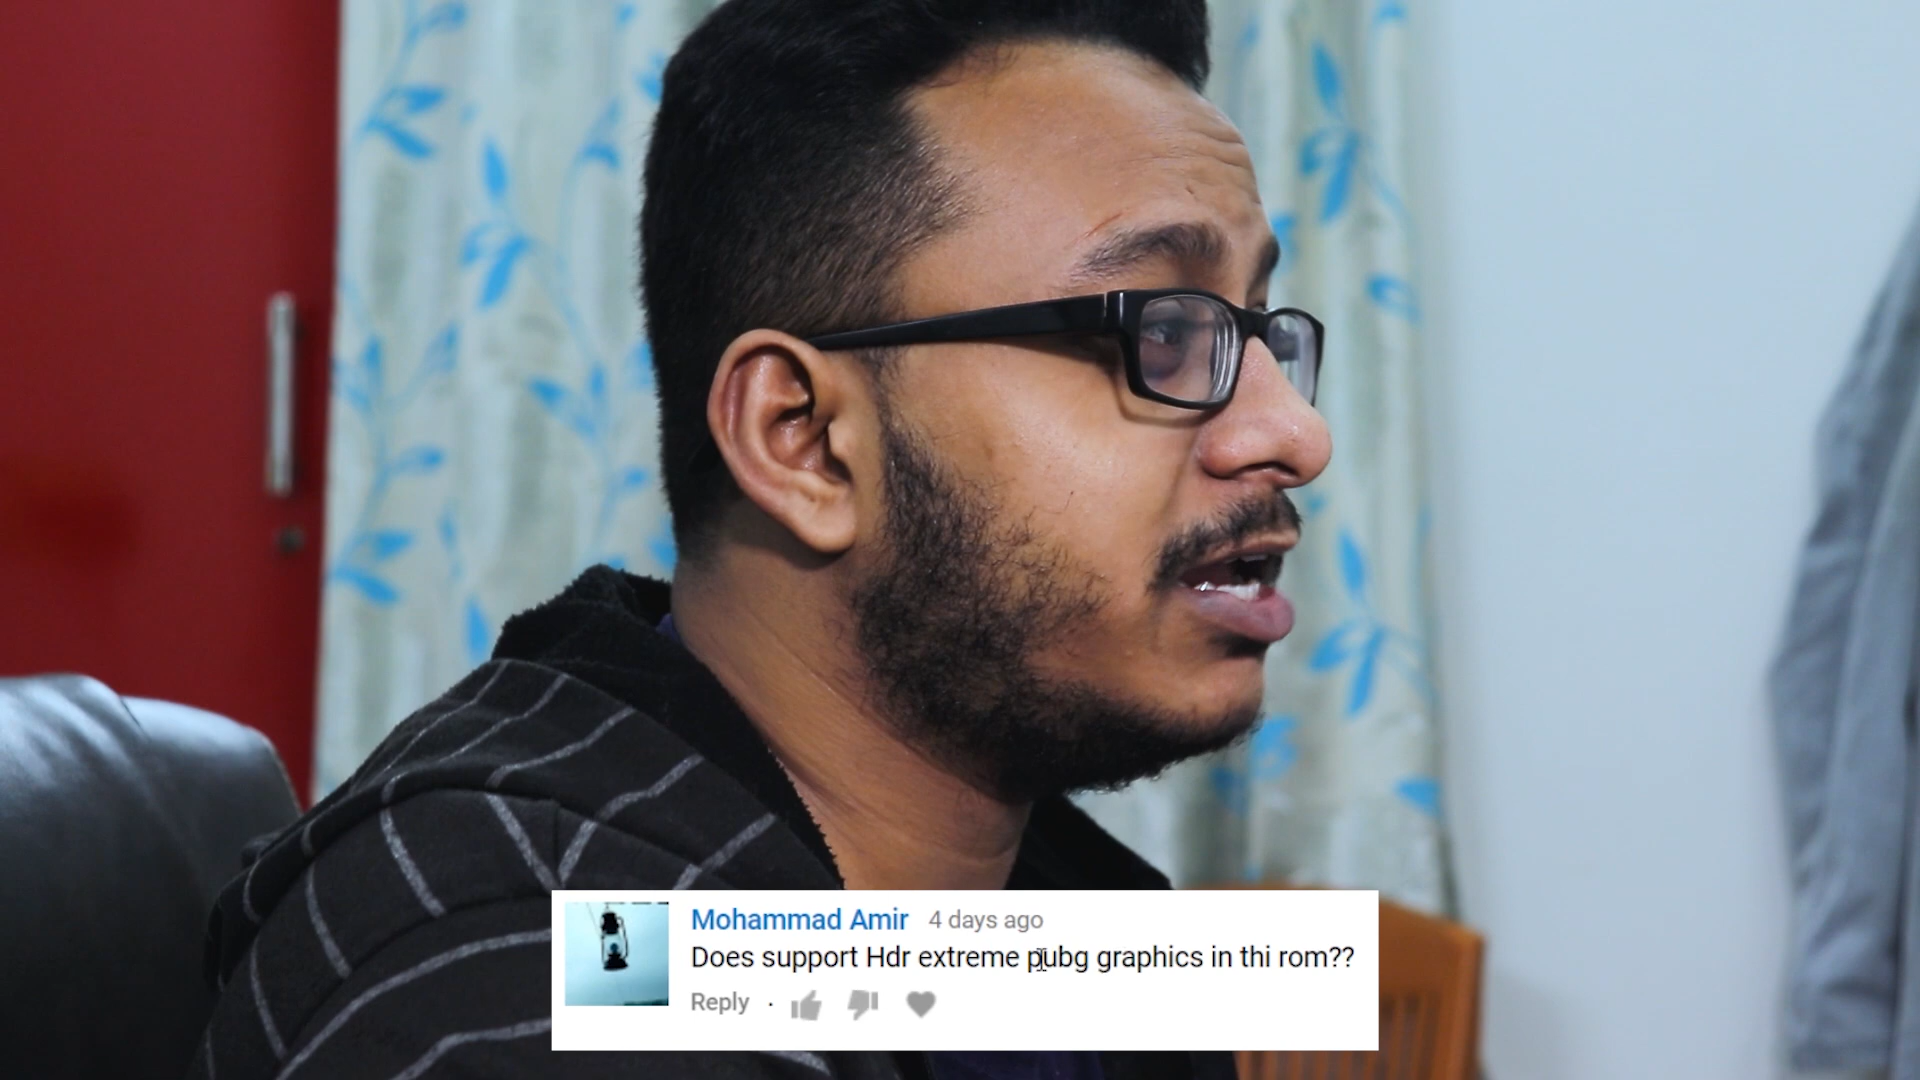 Mohammad Amir 4 days ago
Does support Hdr extreme pubg graphics in thi rom??
Reply ·